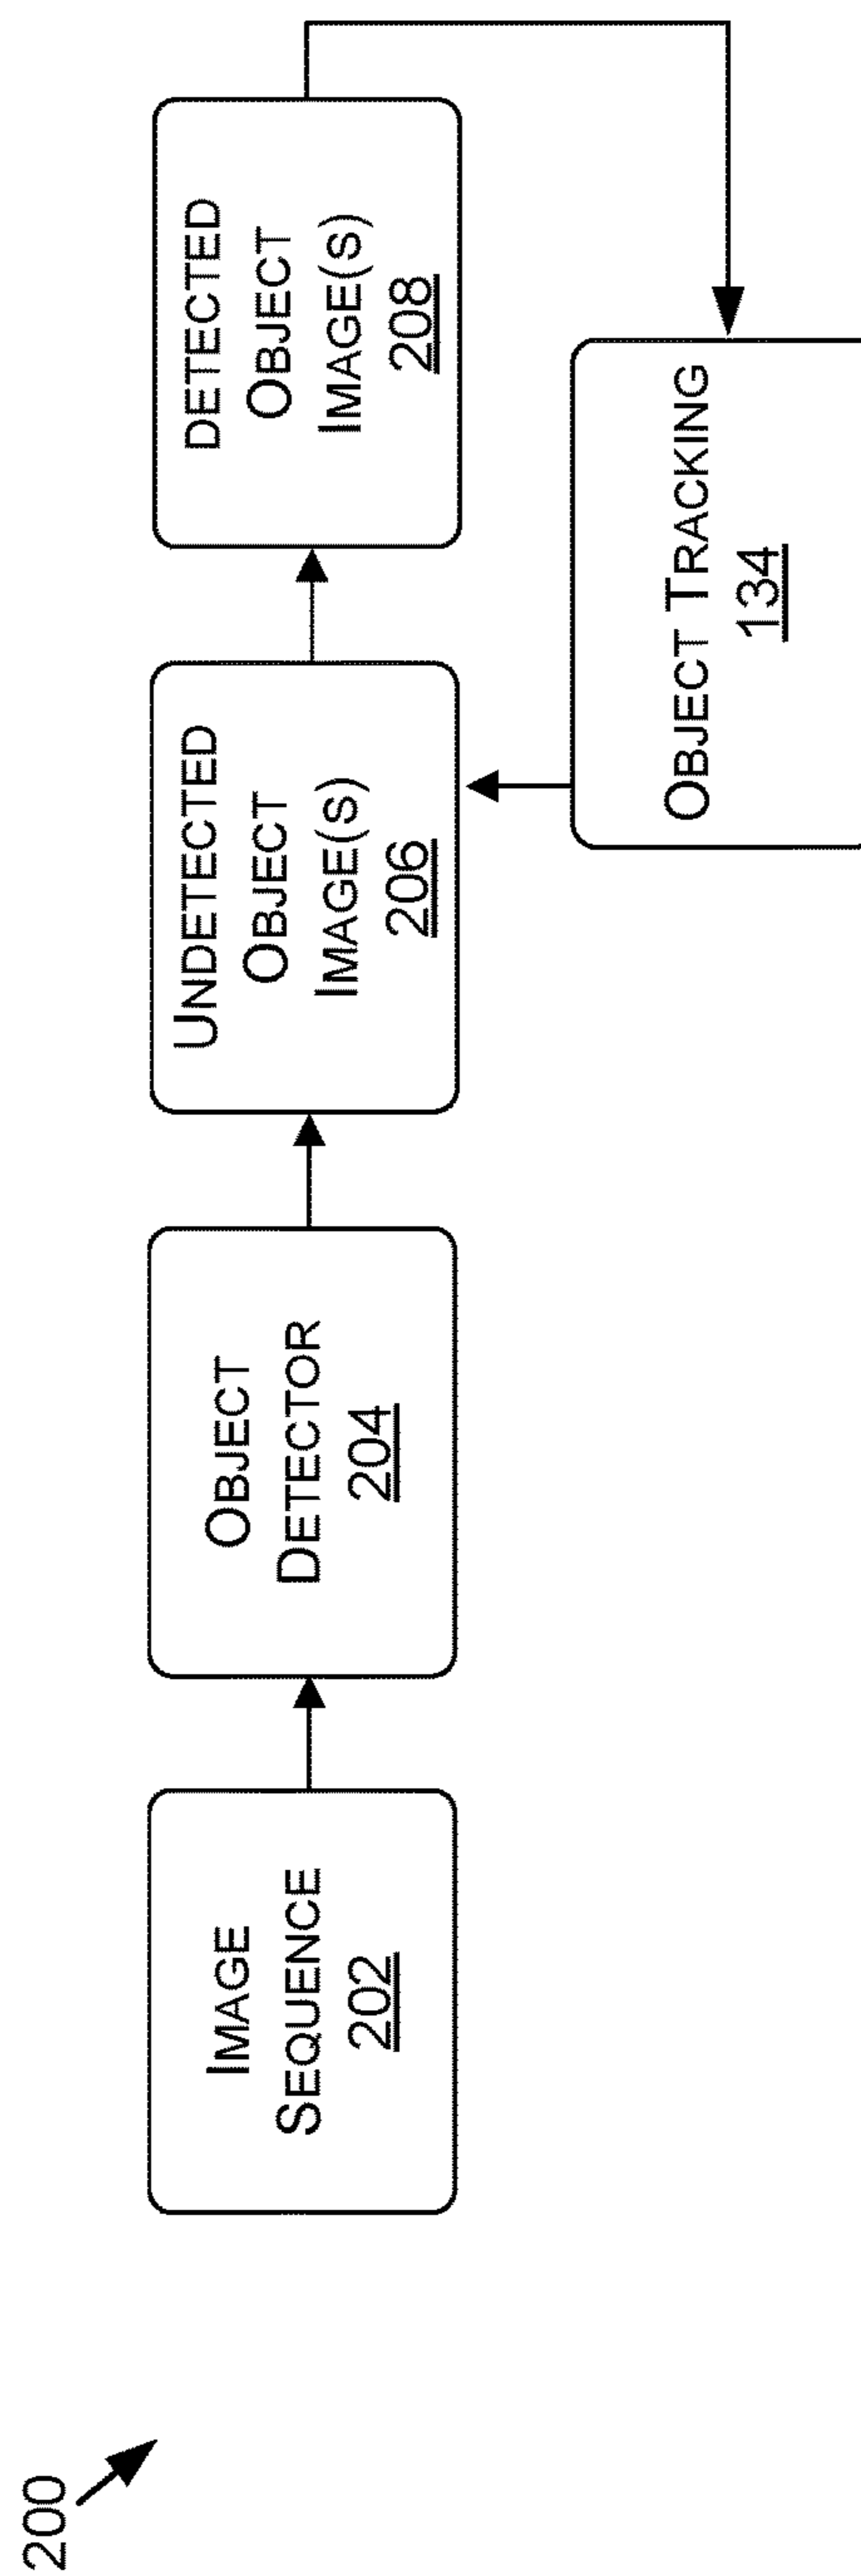 200
IMAGE
SEQUENCE
202
OBJECT
DETECTOR
204
UNDETECTED
OBJECT
IMAGE(S)
206
DETECTED
OBJECT
IMAGE(S)
208
OBJECT TRACKING
134